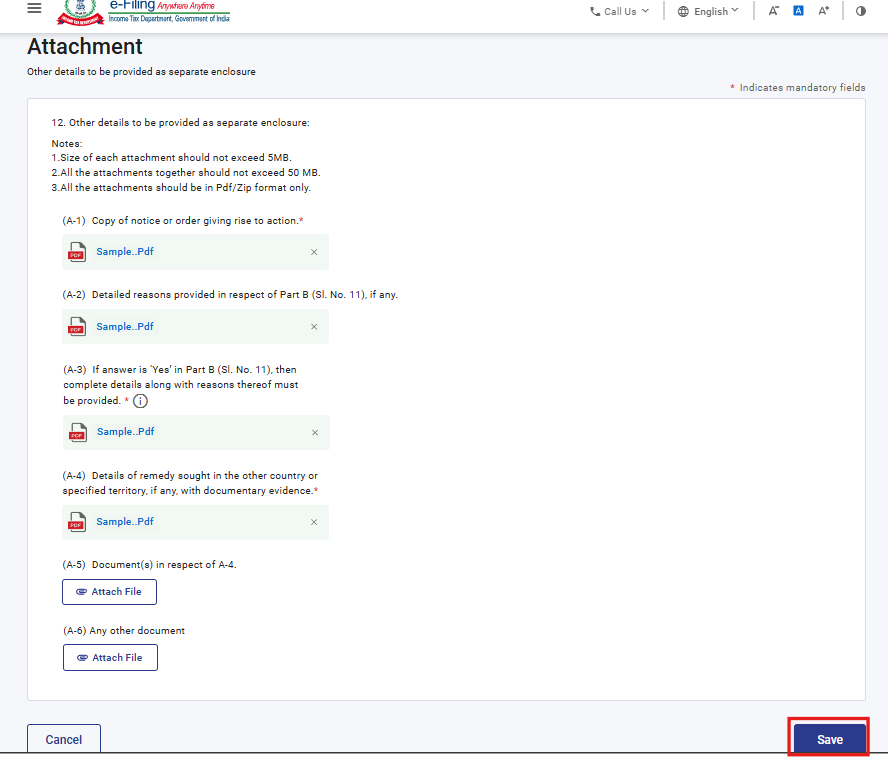 e-Filing Anywhere Anytime
Income Tax Department, Government of India
Call Us
English
A-
A
A+
Attachment
Other details to be provided as separate enclosure
* Indicates mandatory fields
12. Other details to be provided as separate enclosure:
Notes:
1.Size of each attachment should not exceed 5MB.
2.All the attachments together should not exceed 50 MB.
3.All the attachments should be in Pdf/Zip format only.
(A-1) Copy of notice or order giving rise to action.*
PDF Sample..Pdf ×
(A-2) Detailed reasons provided in respect of Part B (Sl. No. 11), if any.
PDF Sample..Pdf ×
(A-3) If answer is 'Yes' in Part B (Sl. No. 11), then
complete details along with reasons thereof must
be provided. *
PDF Sample..Pdf ×
(A-4) Details of remedy sought in the other country or
specified territory, if any, with documentary evidence.*
PDF Sample..Pdf ×
(A-5) Document(s) in respect of A-4.
Attach File
(A-6) Any other document
Attach File
Cancel
Save